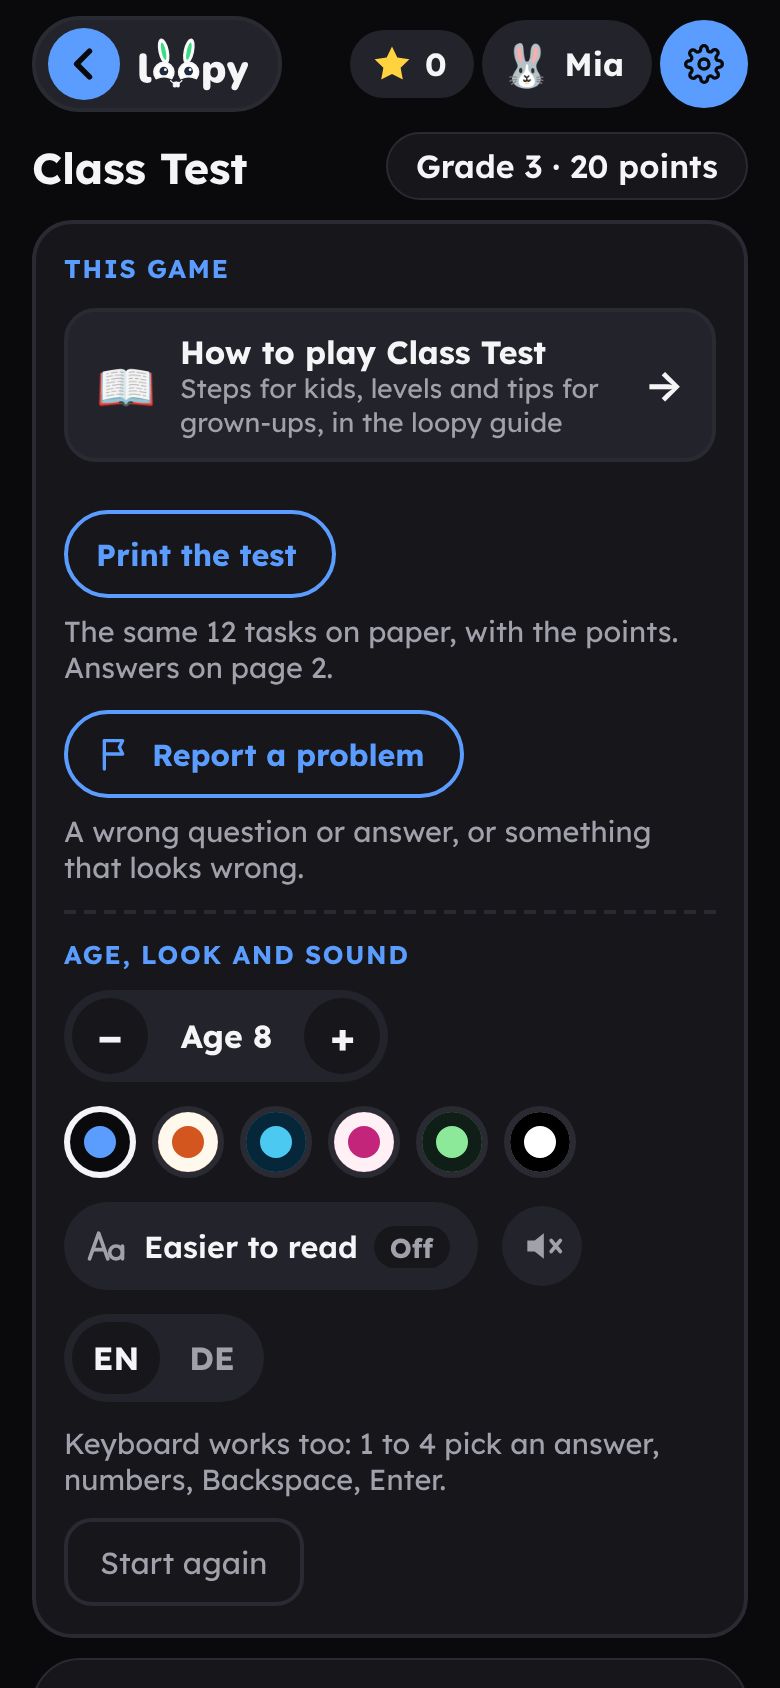 loopy
0
Mia
Class Test
Grade 3 · 20 points
THIS GAME
How to play Class Test
Steps for kids, levels and tips for
grown-ups, in the loopy guide
Print the test
The same 12 tasks on paper, with the points.
Answers on page 2.
Report a problem
A wrong question or answer, or something
that looks wrong.
AGE, LOOK AND SOUND
− Age 8 +
Aa Easier to read Off
EN DE
Keyboard works too: 1 to 4 pick an answer,
numbers, Backspace, Enter.
Start again